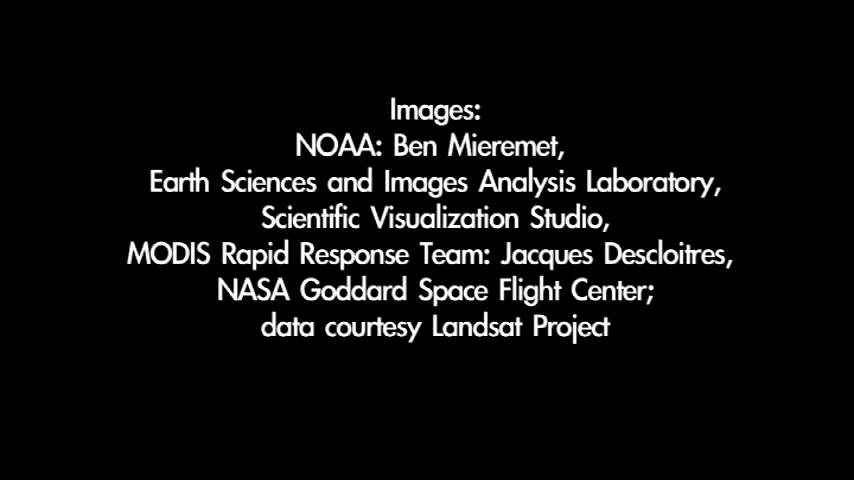 Images:
NOAA: Ben Mieremet,
Earth Sciences and Images Analysis Laboratory,
Scientific Visualization Studio,
MODIS Rapid Response Team: Jacques Descloitres,
NASA Goddard Space Flight Center;
data courtesy Landsat Project